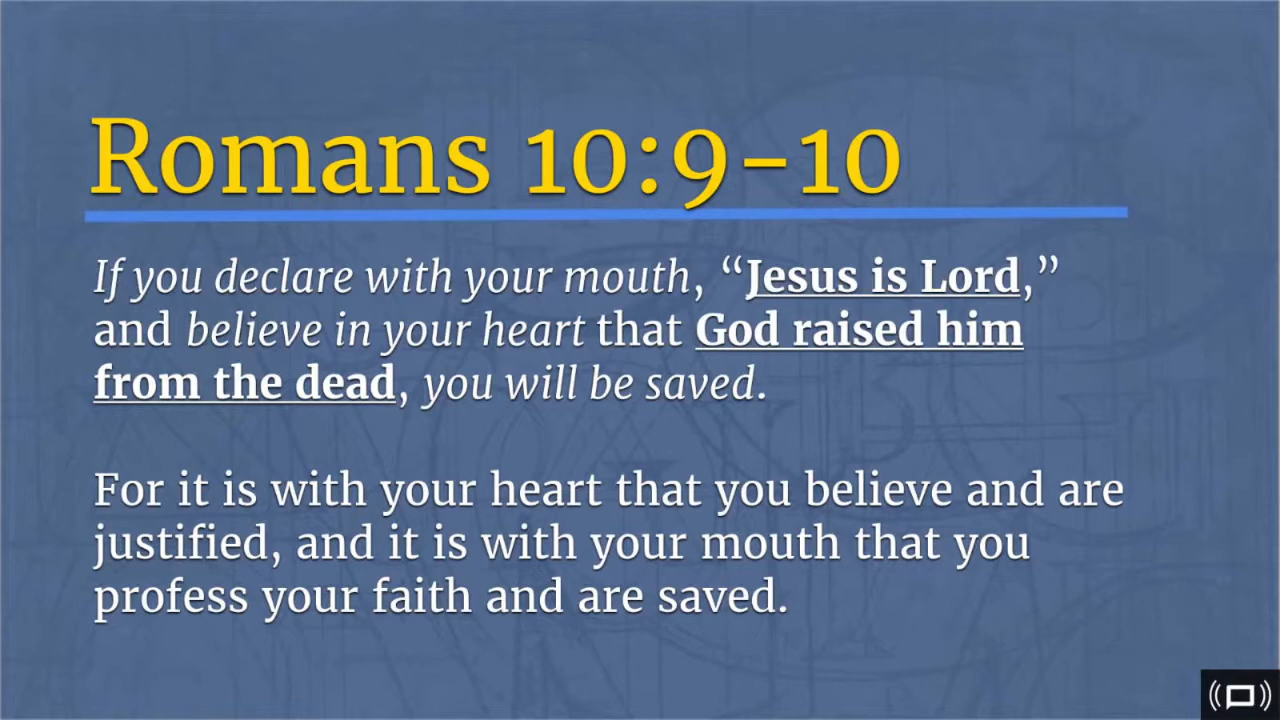 Romans 10:9-10
If you declare with your mouth, “Jesus is Lord,”
and believe in your heart that God raised him
from the dead, you will be saved.
For it is with your heart that you believe and are
justified, and it is with your mouth that you
profess your faith and are saved.